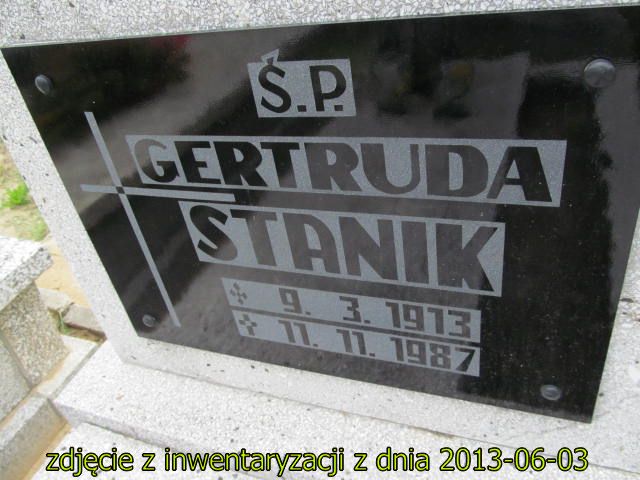 Ś.P.
GERTRUDA
STANIK
9. 3. 1913
11. 11. 1987
zdjęcie z inwentaryzacji z dnia 2013-06-03